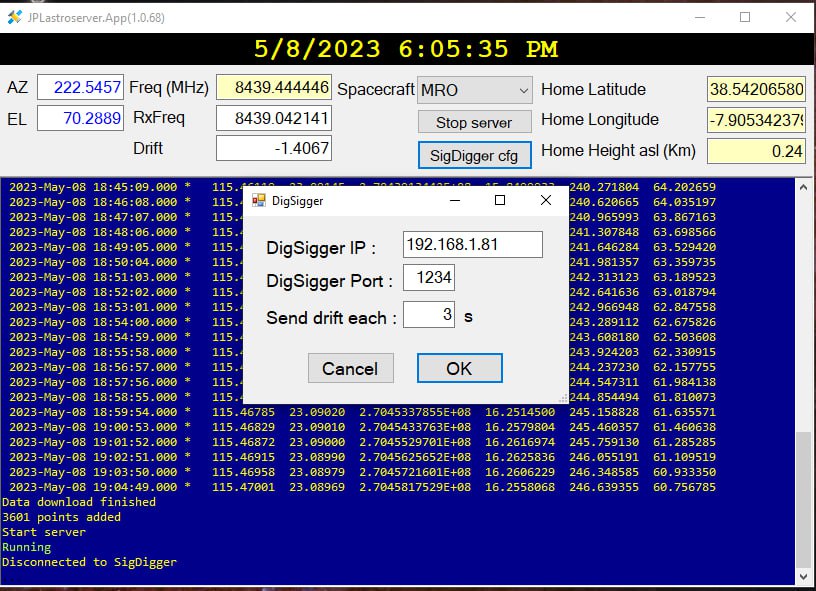 JPLastroserver.App(1.0.68)
5/8/2023 6:05:35 PM
AZ 222.5457 Freq (MHz) 8439.444446 Spacecraft MRO Home Latitude 38.54206580
EL 70.2889 RxFreq 8439.042141 Stop server Home Longitude -7.905342379
Drift -1.4067 SigDigger cfg Home Height asl (Km) 0.24
2023-May-08 18:45:09.000 * 240.271804 64.202659
2023-May-08 18:46:08.000 * 115.4 240.620665 64.035197
2023-May-08 18:47:07.000 * 115.4 240.965993 63.867163
2023-May-08 18:48:06.000 * 115.4 241.307848 63.698566
2023-May-08 18:49:05.000 * 115.4 241.646284 63.529420
2023-May-08 18:50:04.000 * 115.4 241.981357 63.359735
2023-May-08 18:51:03.000 * 115.4 242.313123 63.189523
2023-May-08 18:52:02.000 * 115.4 242.641636 63.018794
2023-May-08 18:53:01.000 * 115.4 242.966948 62.847558
2023-May-08 18:54:00.000 * 115.4 243.289112 62.675826
2023-May-08 18:54:59.000 * 115.4 243.608180 62.503608
2023-May-08 18:55:58.000 * 115.4 243.924203 62.330915
2023-May-08 18:56:57.000 * 115.4 244.237230 62.157755
2023-May-08 18:57:56.000 * 115.4 244.547311 61.984138
2023-May-08 18:58:55.000 * 115.4 244.854494 61.810073
2023-May-08 18:59:54.000 * 115.46785 23.09020 2.7045337855E+08 16.2514500 245.158828 61.635571
2023-May-08 19:00:53.000 * 115.46829 23.09010 2.7045433763E+08 16.2579804 245.460357 61.460638
2023-May-08 19:01:52.000 * 115.46872 23.09000 2.7045529701E+08 16.2616974 245.759130 61.285285
2023-May-08 19:02:51.000 * 115.46915 23.08990 2.7045625652E+08 16.2625836 246.055191 61.109519
2023-May-08 19:03:50.000 * 115.46958 23.08979 2.7045721601E+08 16.2606229 246.348585 60.933350
2023-May-08 19:04:49.000 * 115.47001 23.08969 2.7045817529E+08 16.2558068 246.639355 60.756785
Data download finished
3601 points added
Start server
Running
Disconnected to SigDigger
DigSigger
DigSigger IP : 192.168.1.81
DigSigger Port : 1234
Send drift each : 3 s
Cancel OK